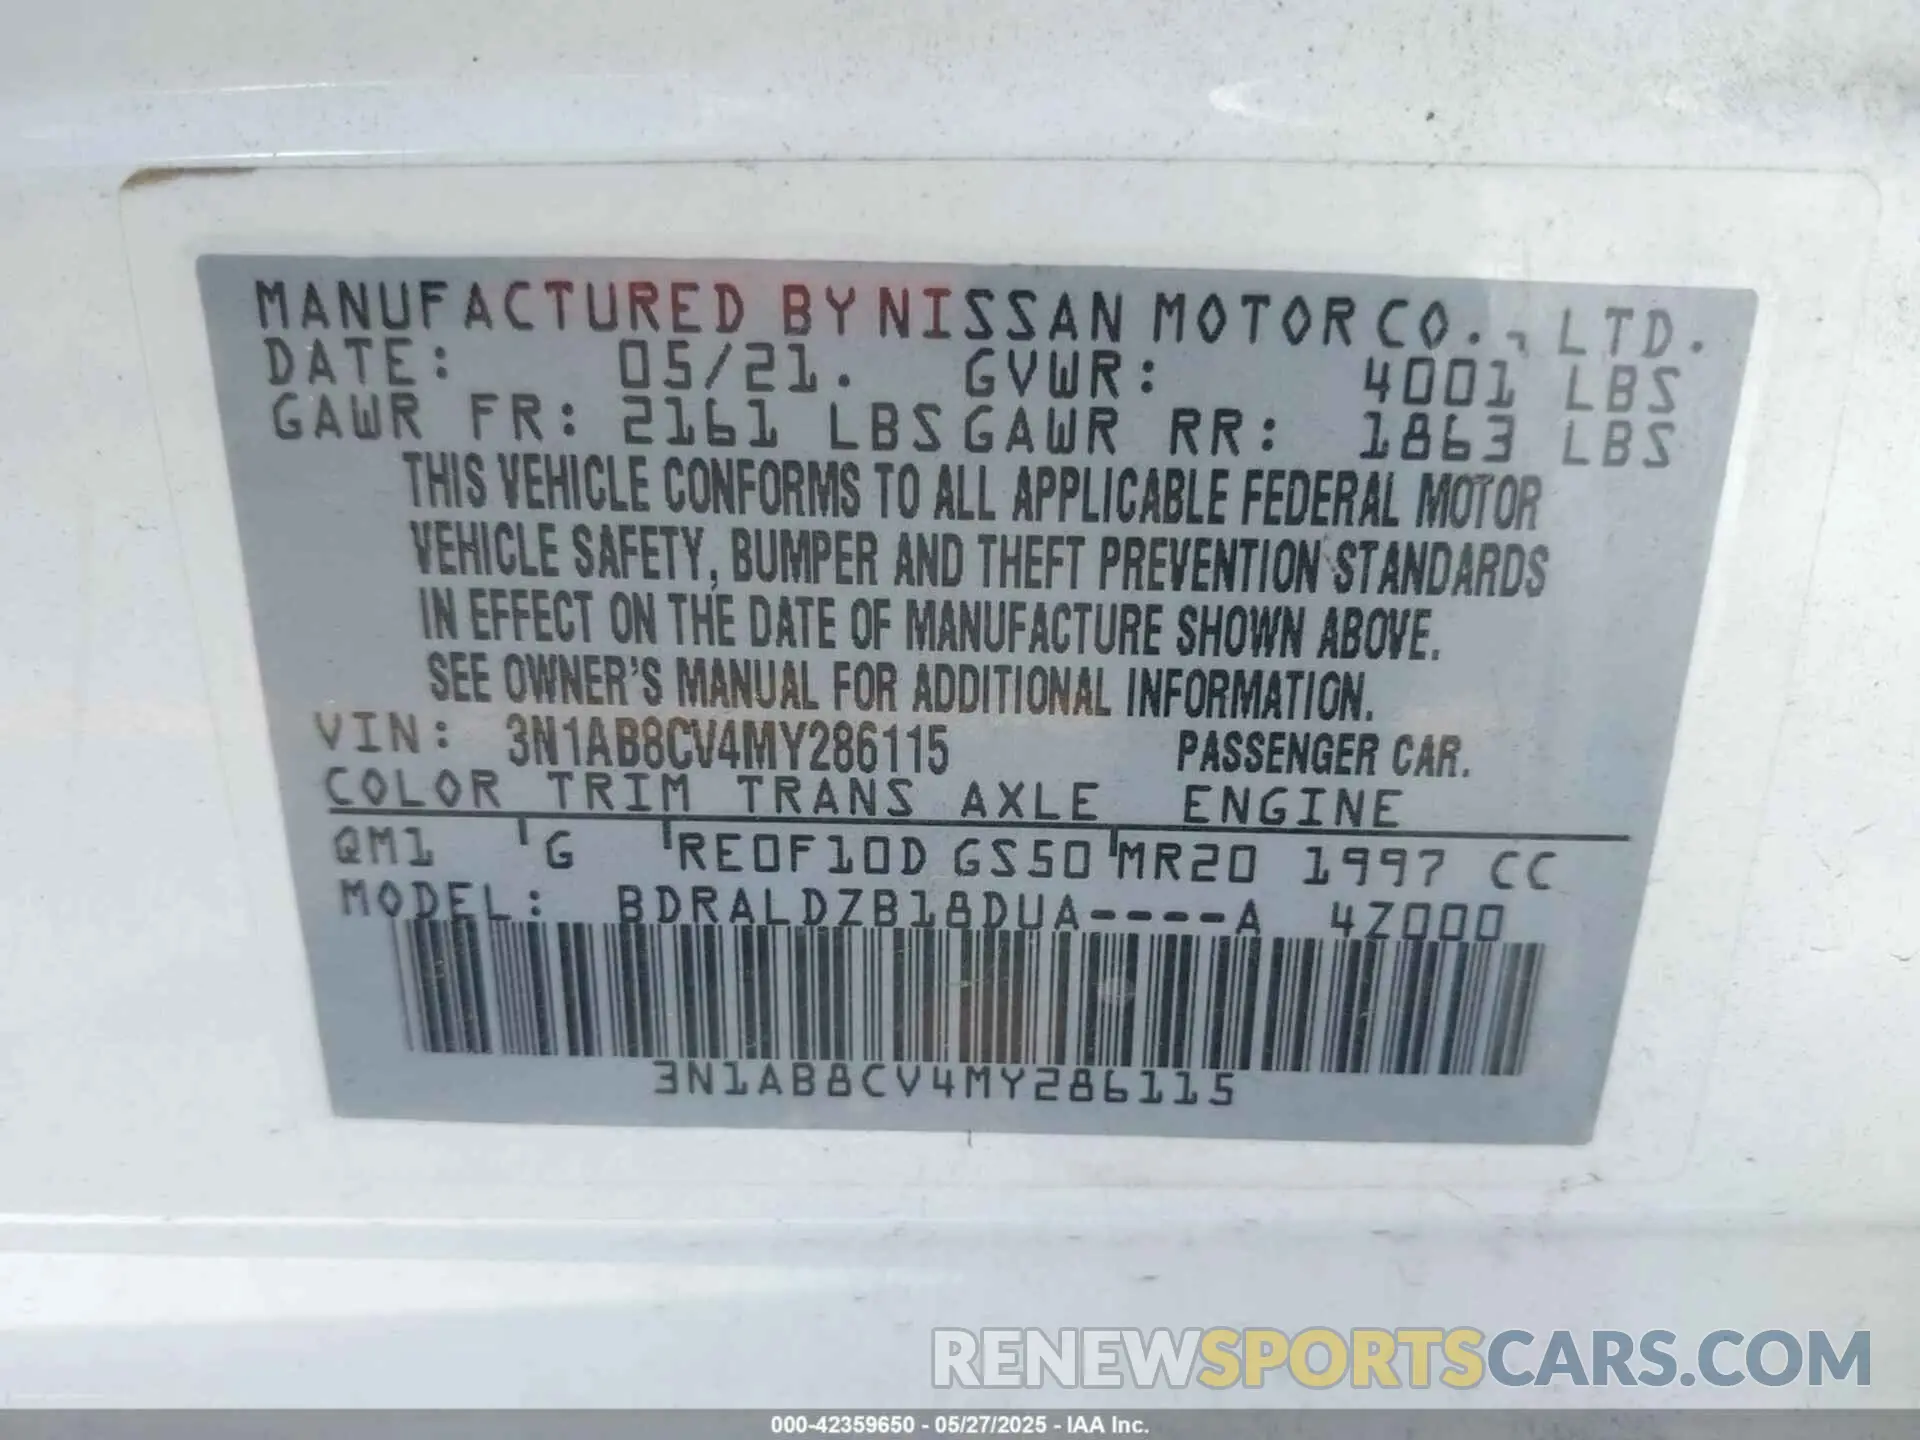 MANUFACTURED BY NISSAN MOTOR CO., LTD.
DATE: 05/21. GVWR: 4001 LBS
GAWR FR: 2161 LBS GAWR RR: 1863 LBS
THIS VEHICLE CONFORMS TO ALL APPLICABLE FEDERAL MOTOR
VEHICLE SAFETY, BUMPER AND THEFT PREVENTION STANDARDS
IN EFFECT ON THE DATE OF MANUFACTURE SHOWN ABOVE.
SEE OWNER'S MANUAL FOR ADDITIONAL INFORMATION.
VIN: 3N1AB8CV4MY286115 PASSENGER CAR.
COLOR TRIM TRANS AXLE ENGINE
QM1 G RE0F10D GS50 MR20 1997 CC
MODEL: BDRALDZB18DUA----A 4Z000
3N1AB8CV4MY286115
RENEWSPORTSCARS.COM
000-42359650 - 05/27/2025 - IAA Inc.